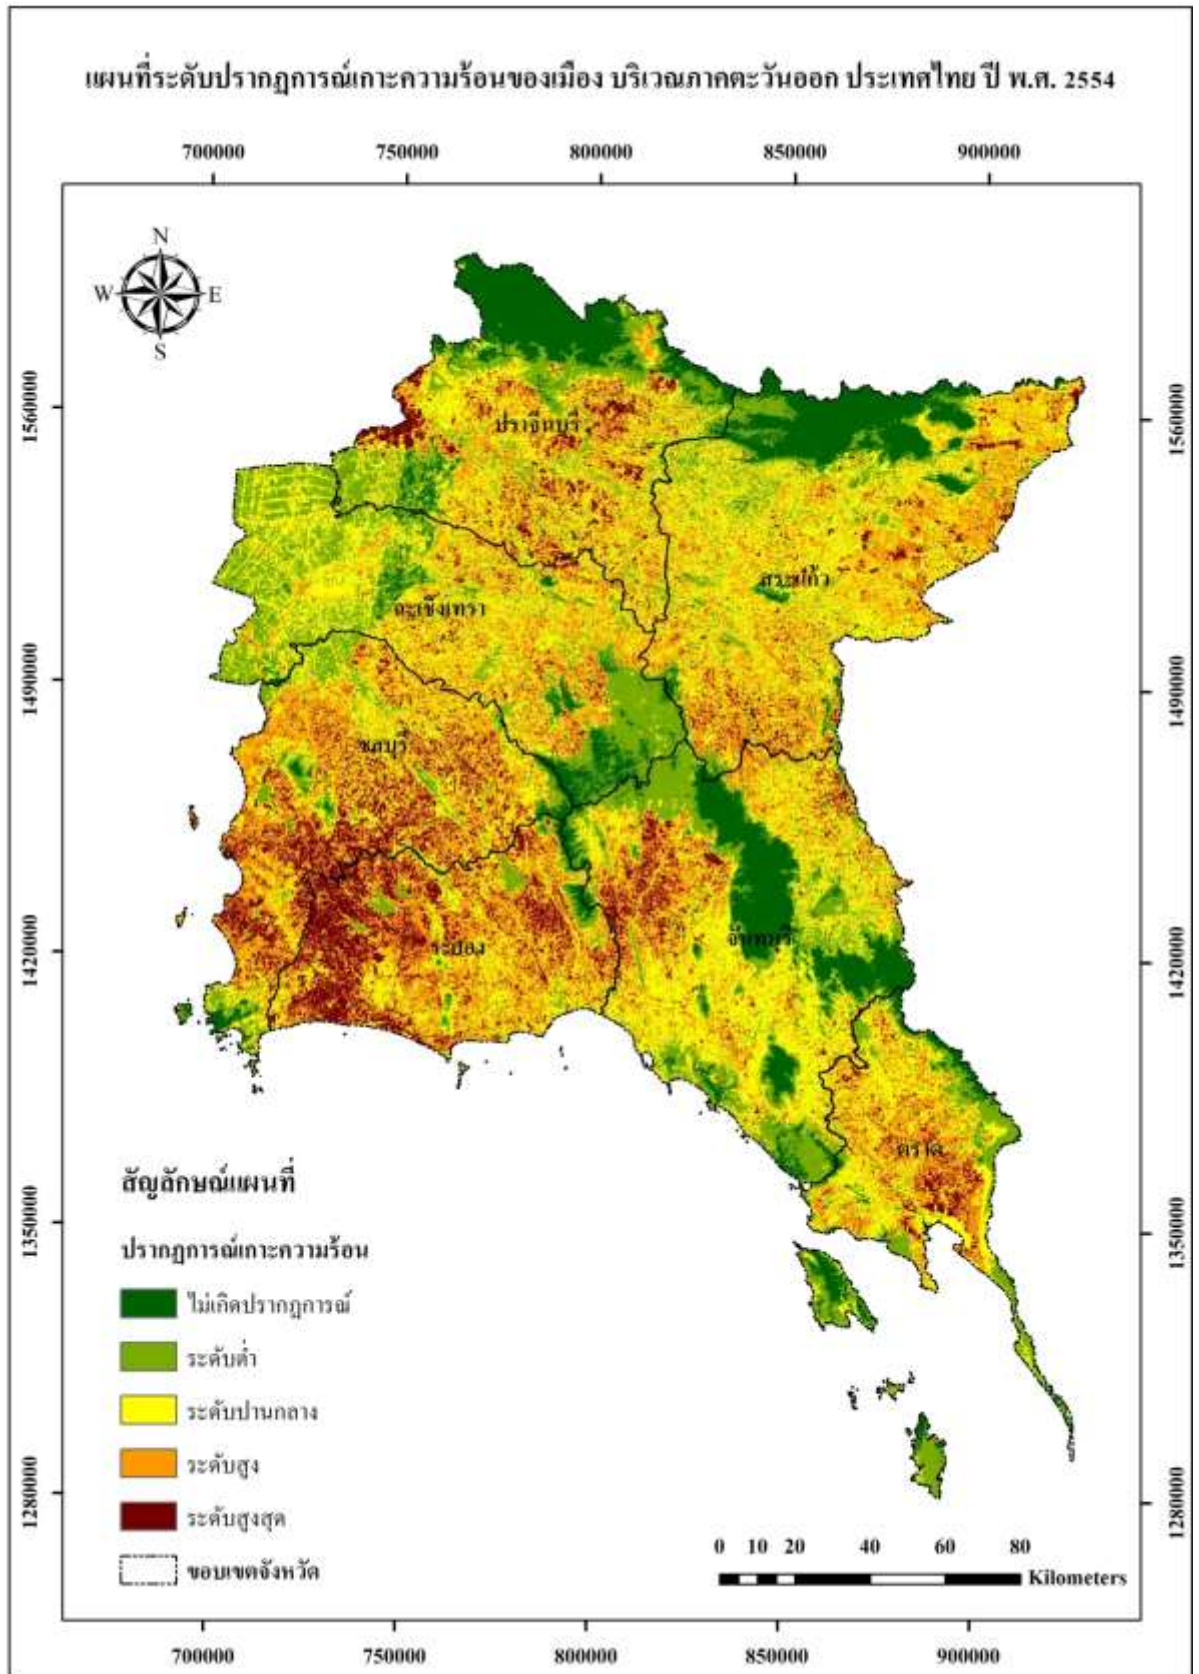 แผนที่ระดับปรากฏการณ์เกาะความร้อนของเมือง บริเวณภาคตะวันออก ประเทศไทย ปี พ.ศ. 2554
700000 750000 800000 850000 900000
N
W E
S
1560000 1560000
ปราจีนบุรี
สระแก้ว
ฉะเชิงเทรา
1490000 1490000
ชลบุรี
จันทบุรี
ระยอง
1420000 1420000
ตราด
สัญลักษณ์แผนที่
1350000 1350000
ปรากฏการณ์เกาะความร้อน
ไม่เกิดปรากฏการณ์
ระดับต่ำ
ระดับปานกลาง
ระดับสูง
1280000 1280000
ระดับสูงสุด
0 10 20 40 60 80
ขอบเขตจังหวัด
Kilometers
700000 750000 800000 850000 900000